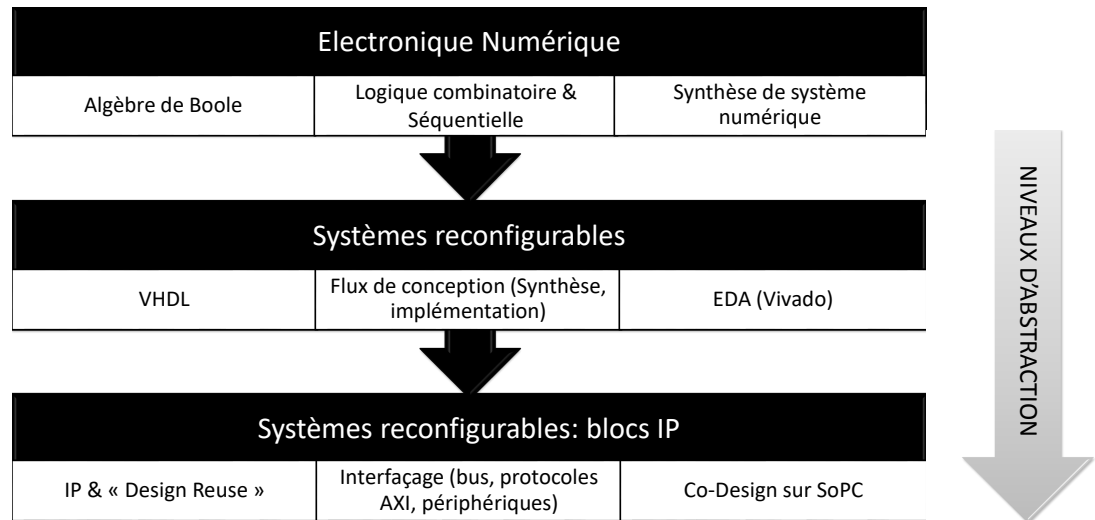 Electronique Numérique
Algèbre de Boole
Logique combinatoire &
Séquentielle
Synthèse de système
numérique
Systèmes reconfigurables
VHDL
Flux de conception (Synthèse,
implémentation)
EDA (Vivado)
Systèmes reconfigurables: blocs IP
IP & « Design Reuse »
Interfaçage (bus, protocoles
AXI, périphériques)
Co-Design sur SoPC
NIVEAUX D’ABSTRACTION